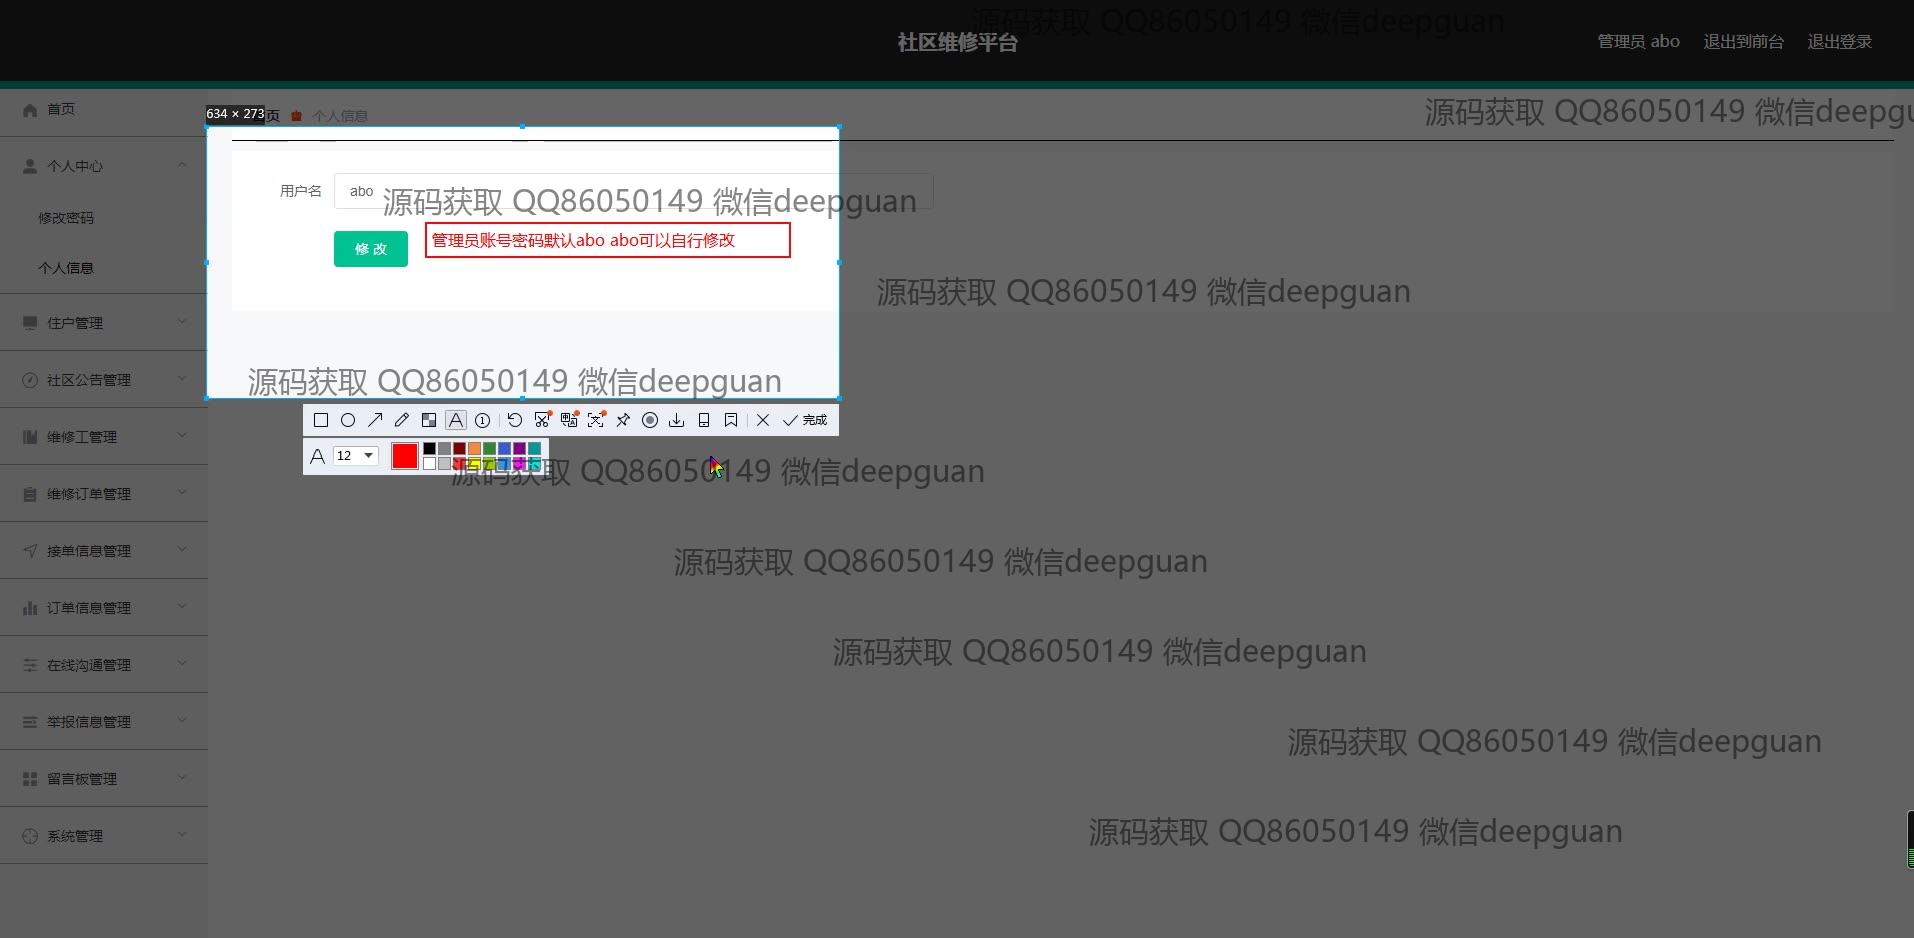 源码获取 QQ86050149 微信deepguan
社区维修平台
管理员 abo
退出到前台
退出登录
首页
个人中心
修改密码
个人信息
住户管理
社区公告管理
维修工管理
维修订单管理
接单信息管理
订单信息管理
在线沟通管理
举报信息管理
留言板管理
系统管理
634 × 273
页
个人信息
源码获取 QQ86050149 微信deepgu
用户名
abo
源码获取 QQ86050149 微信deepguan
修 改
管理员账号密码默认abo abo可以自行修改
源码获取 QQ86050149 微信deepguan
源码获取 QQ86050149 微信deepguan
完成
A 12
源码获取 QQ86050149 微信deepguan
源码获取 QQ86050149 微信deepguan
源码获取 QQ86050149 微信deepguan
源码获取 QQ86050149 微信deepguan
源码获取 QQ86050149 微信deepguan